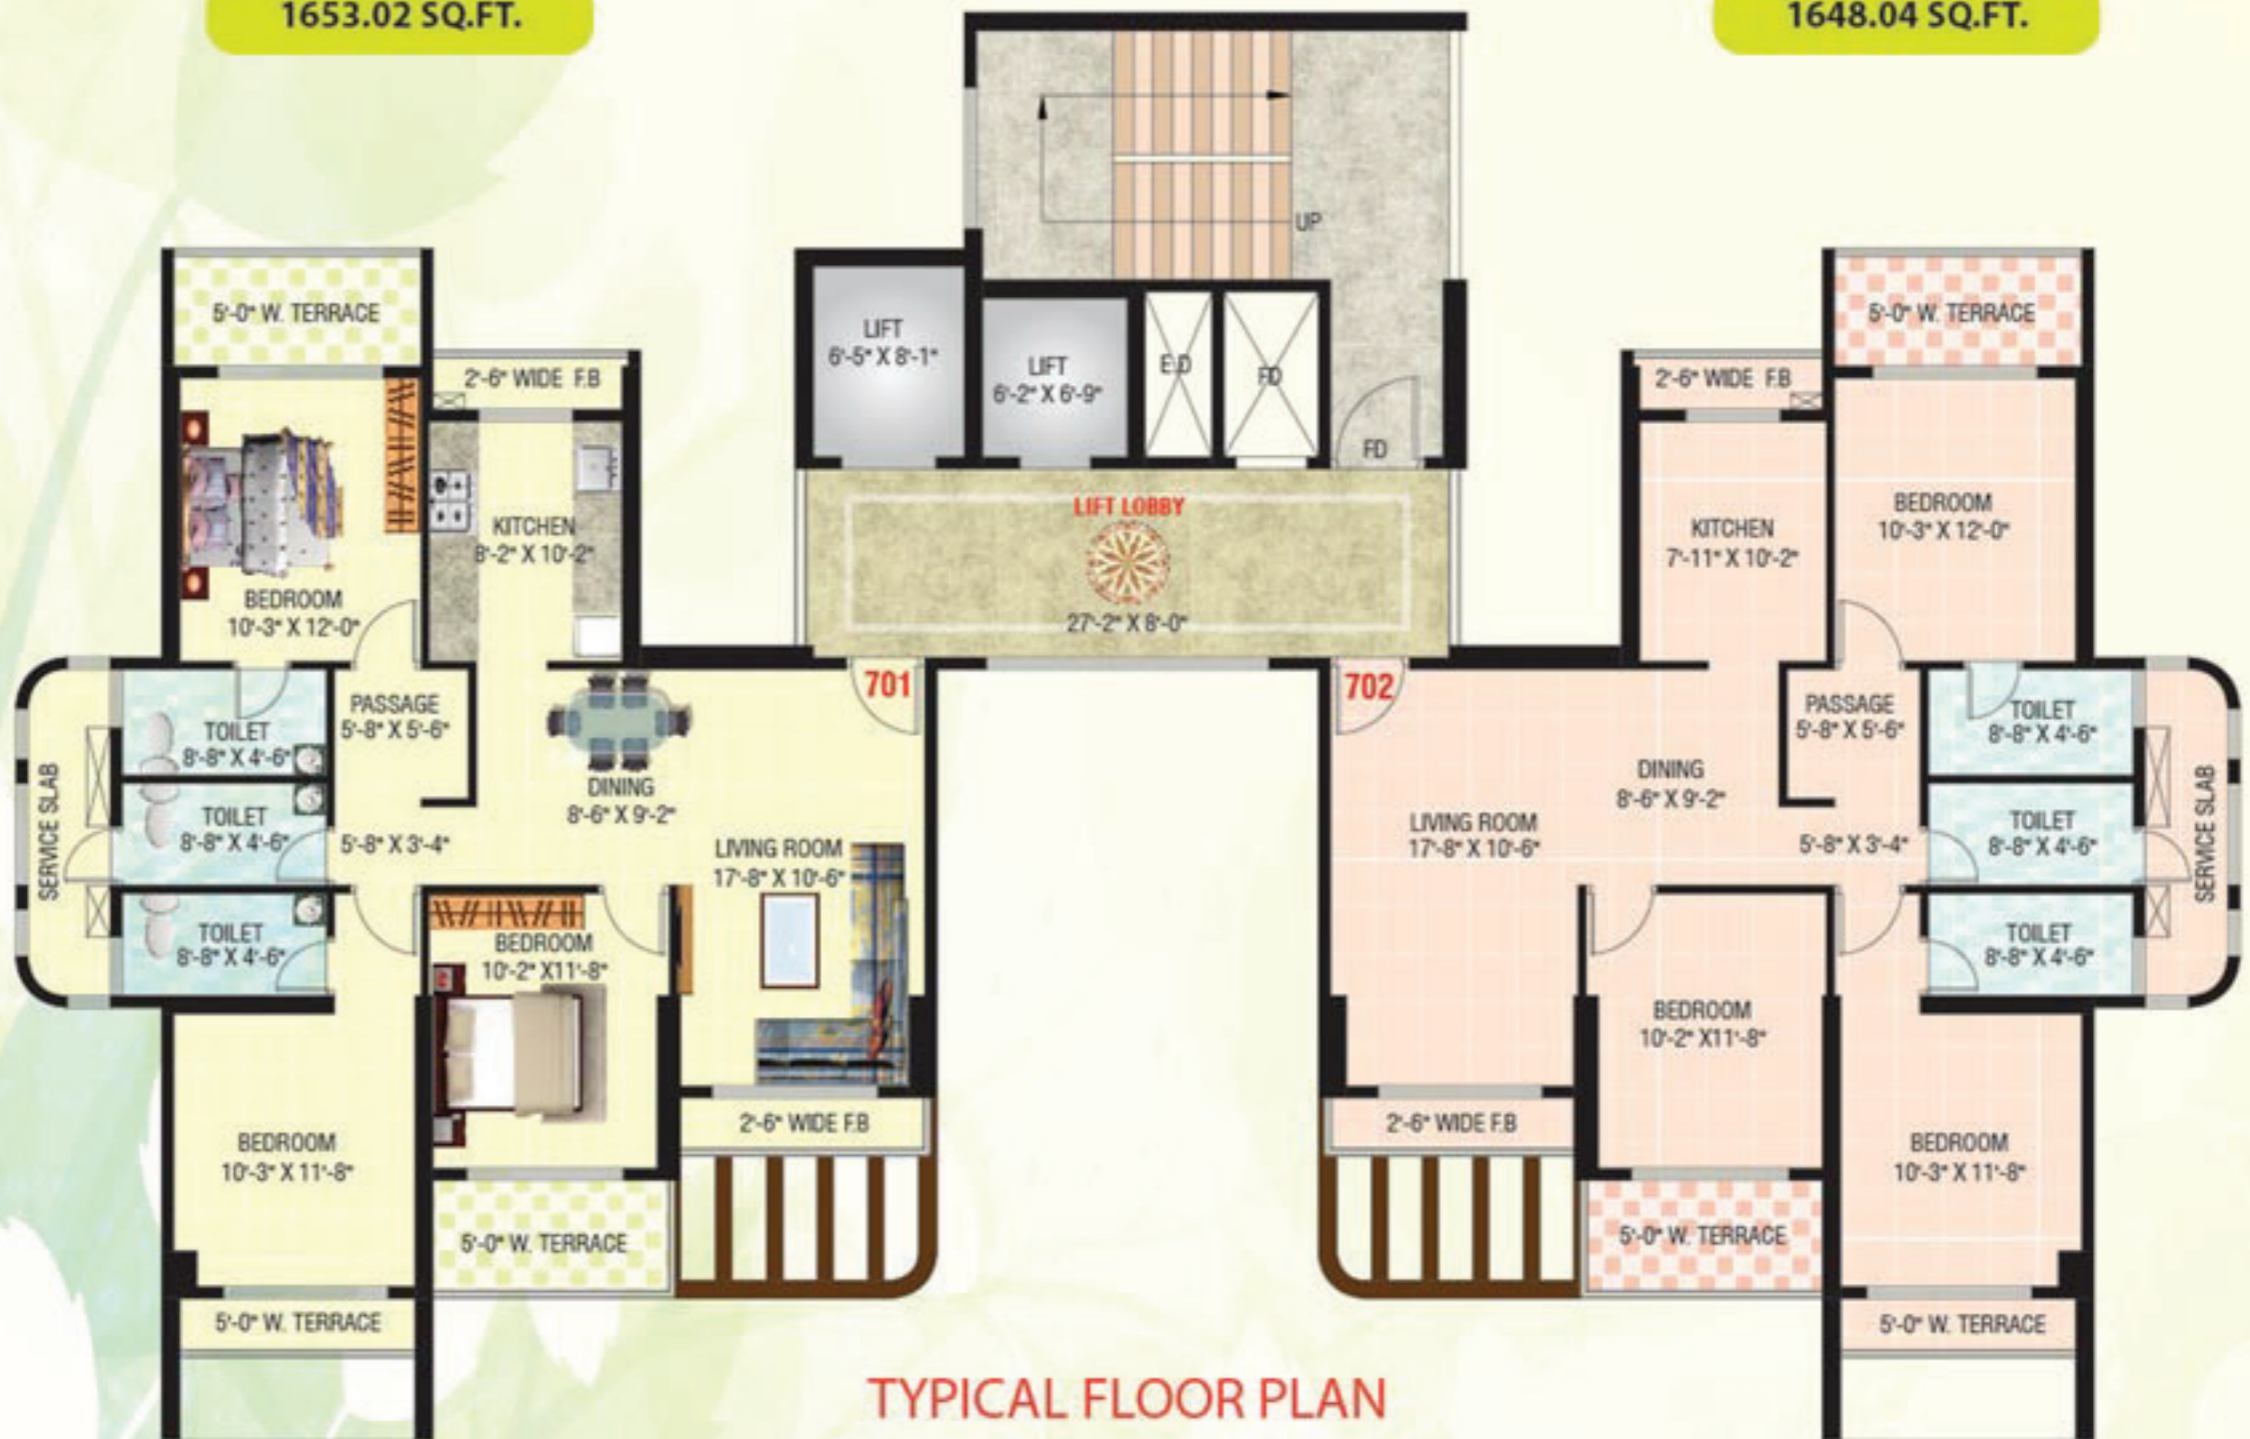 1653.02 SQ.FT.
1648.04 SQ.FT.
UP
5'-0" W. TERRACE
2'-6" WIDE F.B
LIFT
6'-5" X 8'-1"
LIFT
6'-2" X 6'-9"
E.D
FD
FD
2'-6" WIDE F.B
5'-0" W. TERRACE
BEDROOM
10'-3" X 12'-0"
KITCHEN
8'-2" X 10'-2"
LIFT LOBBY
27'-2" X 8'-0"
KITCHEN
7'-11" X 10'-2"
BEDROOM
10'-3" X 12'-0"
701
702
SERVICE SLAB
TOILET
8'-8" X 4'-6"
PASSAGE
5'-8" X 5'-6"
TOILET
8'-8" X 4'-6"
5'-8" X 3'-4"
TOILET
8'-8" X 4'-6"
DINING
8'-6" X 9'-2"
LIVING ROOM
17'-8" X 10'-6"
BEDROOM
10'-2" X11'-8"
BEDROOM
10'-3" X 11'-8"
2'-6" WIDE F.B
5'-0" W. TERRACE
5'-0" W. TERRACE
LIVING ROOM
17'-8" X 10'-6"
DINING
8'-6" X 9'-2"
PASSAGE
5'-8" X 5'-6"
5'-8" X 3'-4"
TOILET
8'-8" X 4'-6"
TOILET
8'-8" X 4'-6"
TOILET
8'-8" X 4'-6"
SERVICE SLAB
BEDROOM
10'-2" X11'-8"
BEDROOM
10'-3" X 11'-8"
2'-6" WIDE F.B
5'-0" W. TERRACE
5'-0" W. TERRACE
TYPICAL FLOOR PLAN